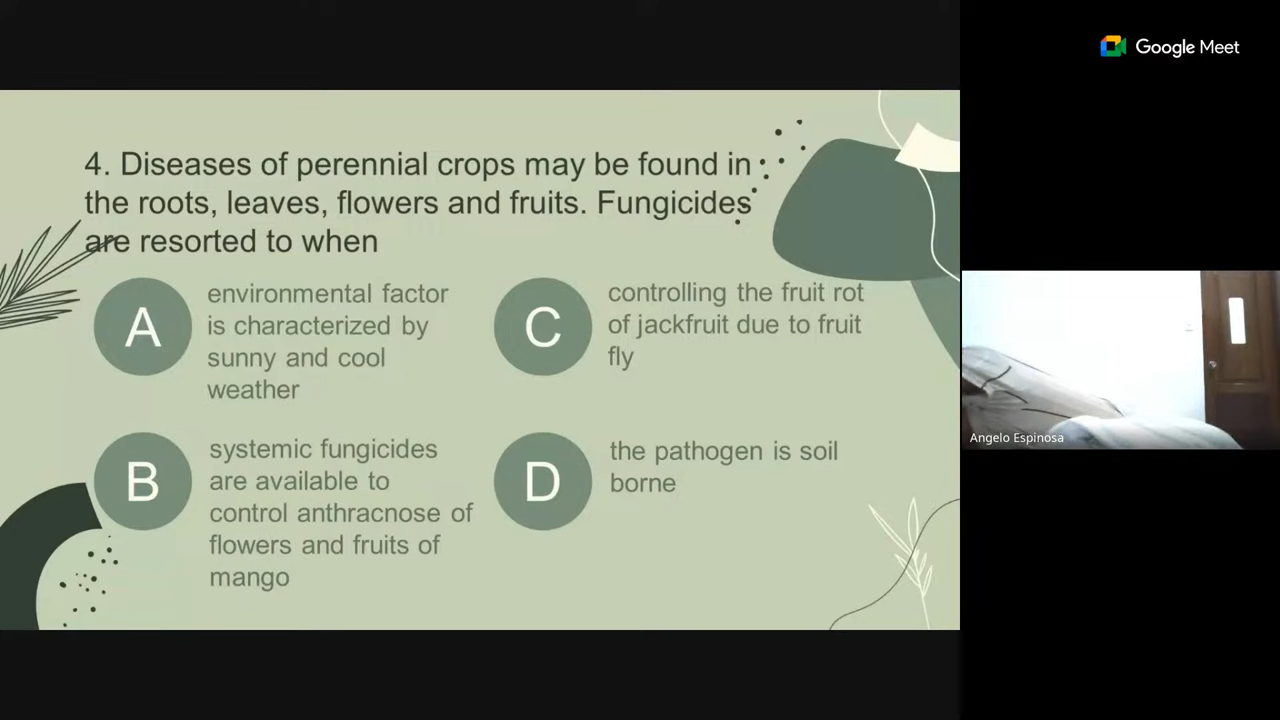 Google Meet
4. Diseases of perennial crops may be found in
the roots, leaves, flowers and fruits. Fungicides
are resorted to when
A
environmental factor
is characterized by
sunny and cool
weather
B
systemic fungicides
are available to
control anthracnose of
flowers and fruits of
mango
C
controlling the fruit rot
of jackfruit due to fruit
fly
D
the pathogen is soil
borne
Angelo Espinosa